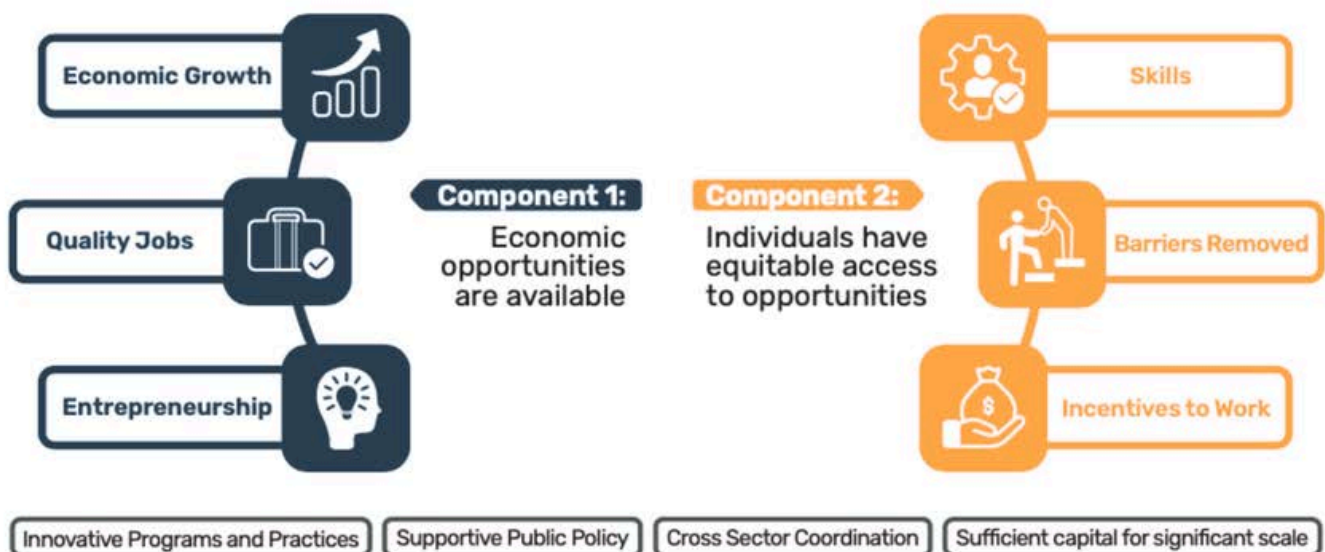 Economic Growth
Quality Jobs
Entrepreneurship
Component 1:
Economic
opportunities
are available
Component 2:
Individuals have
equitable access
to opportunities
Skills
Barriers Removed
$
Incentives to Work
Innovative Programs and Practices
Supportive Public Policy
Cross Sector Coordination
Sufficient capital for significant scale